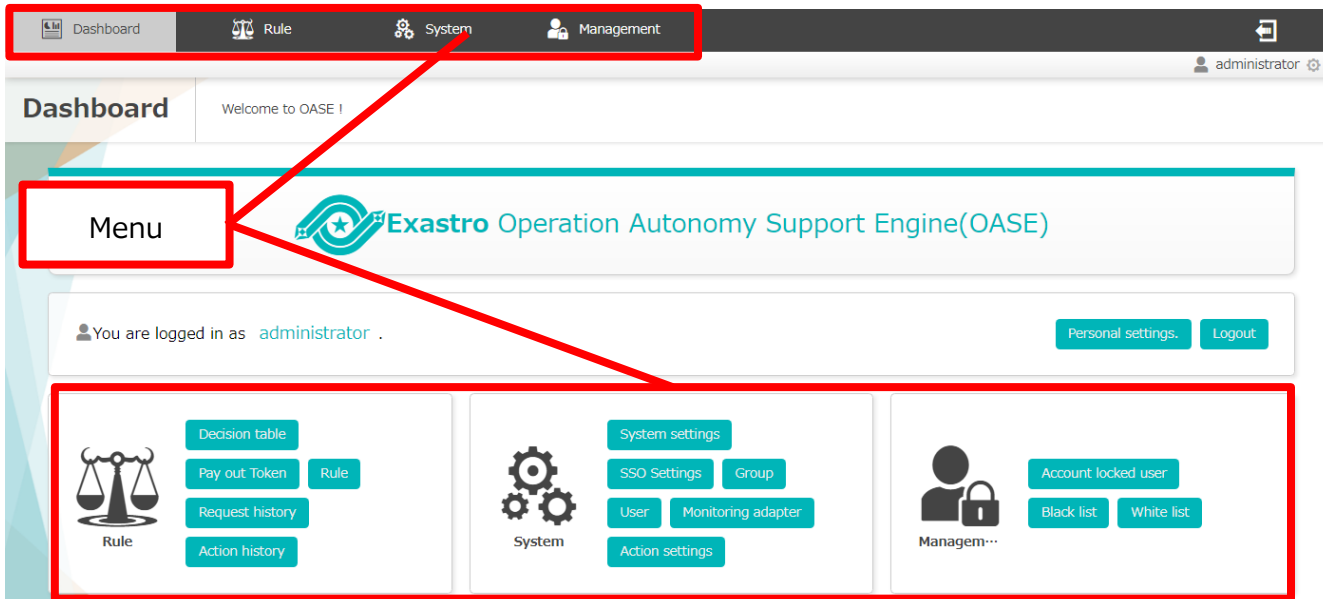 Dashboard Rule System Management
administrator
Dashboard Welcome to OASE !
Menu
Exastro Operation Autonomy Support Engine(OASE)
You are logged in as administrator .
Personal settings. Logout
Decision table
Pay out Token Rule
Request history
Action history
Rule
System settings
SSO Settings Group
User Monitoring adapter
Action settings
System
Account locked user
Black list White list
Managem…